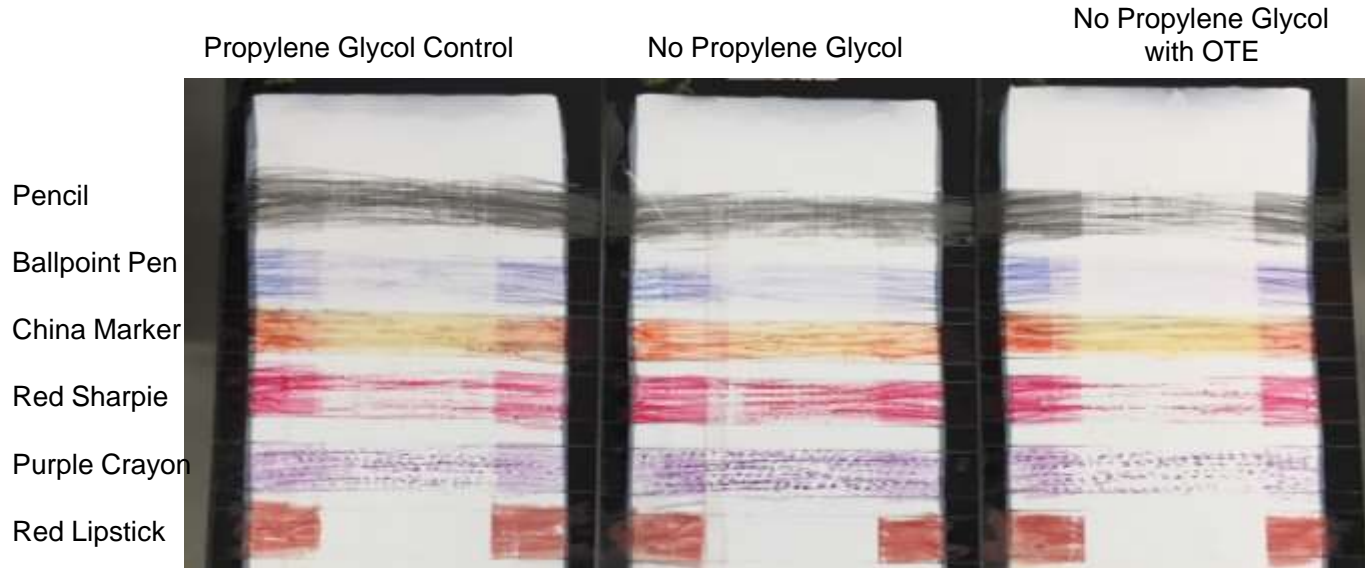 Propylene Glycol Control
No Propylene Glycol
No Propylene Glycol
with OTE
Pencil
Ballpoint Pen
China Marker
Red Sharpie
Purple Crayon
Red Lipstick